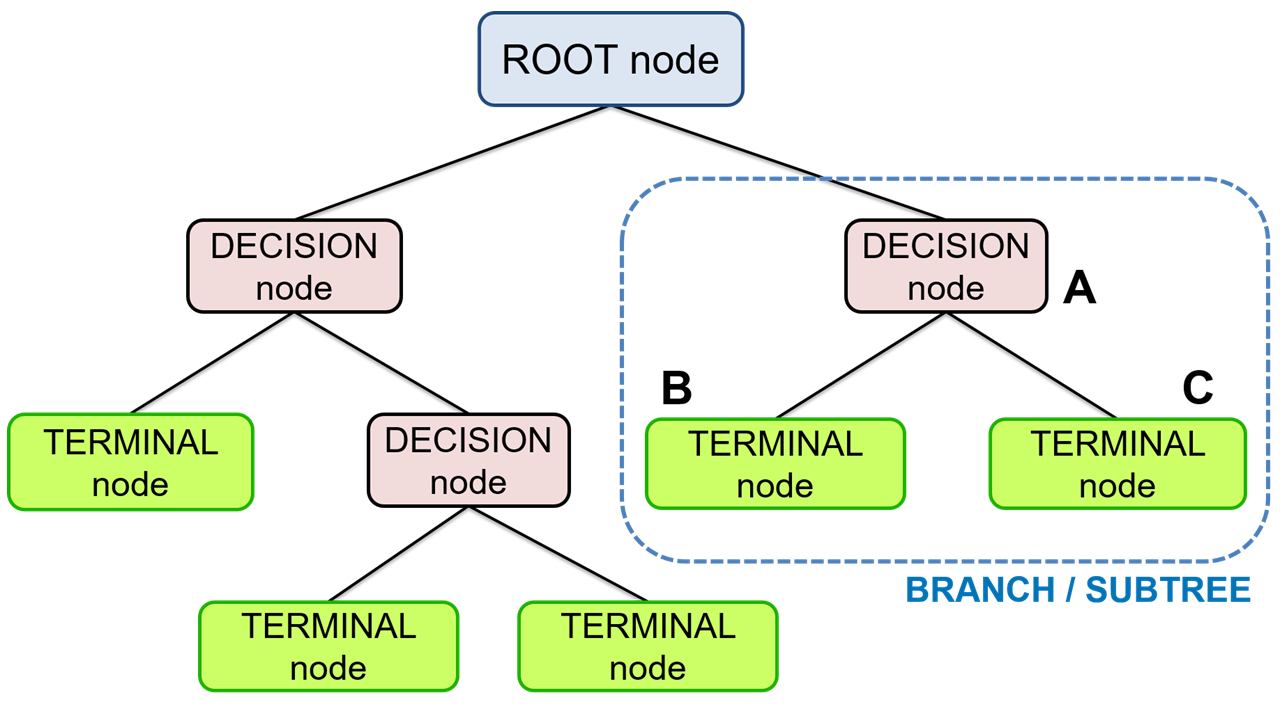 ROOT node
DECISION
node
DECISION
node
A
B
C
TERMINAL
node
DECISION
node
TERMINAL
node
TERMINAL
node
BRANCH / SUBTREE
TERMINAL
node
TERMINAL
node